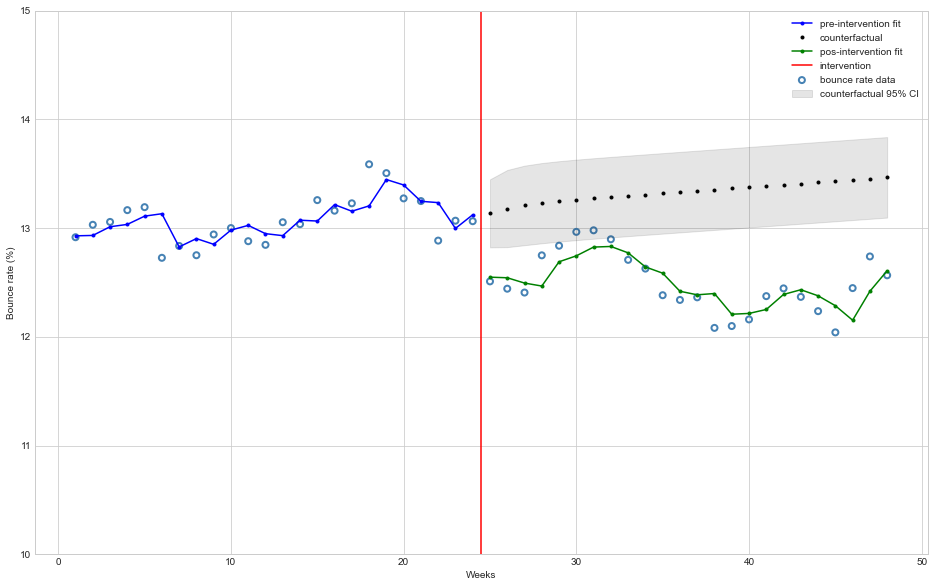 15
14
13
12
11
10
Bounce rate (%)
0
10
20
30
40
50
Weeks
pre-intervention fit
counterfactual
pos-intervention fit
intervention
bounce rate data
counterfactual 95% CI